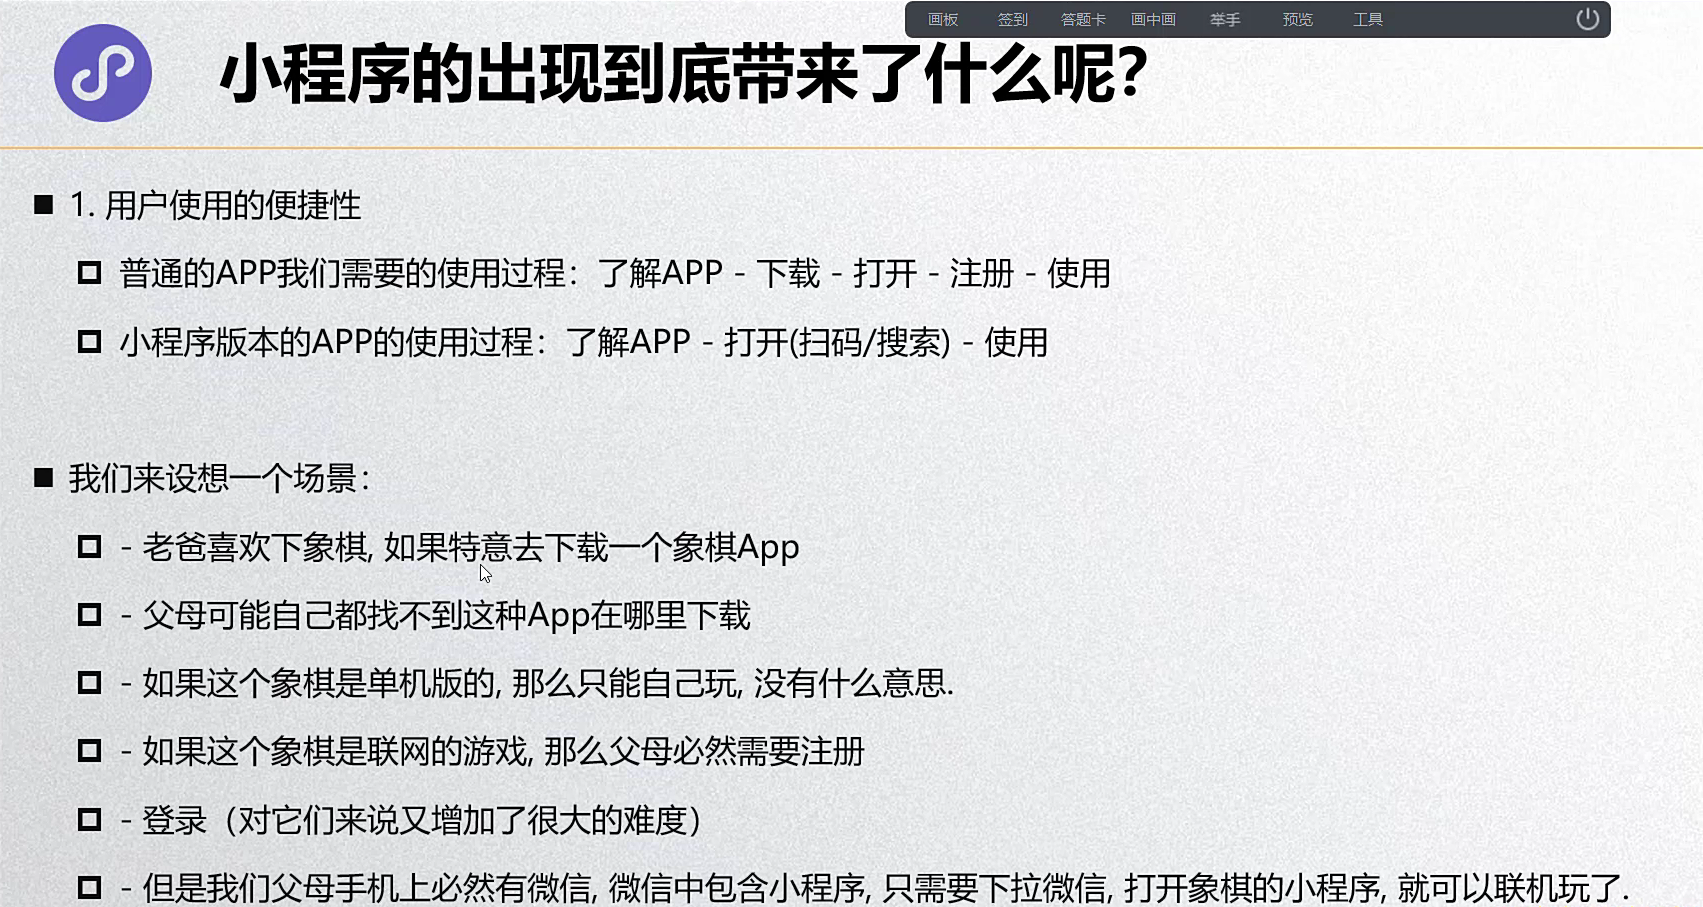 画板 签到 答题卡 画中画 举手 预览 工具
小程序的出现到底带来了什么呢?
1. 用户使用的便捷性
普通的APP我们需要的使用过程：了解APP - 下载 - 打开 - 注册 - 使用
小程序版本的APP的使用过程：了解APP - 打开(扫码/搜索) - 使用
我们来设想一个场景：
- 老爸喜欢下象棋, 如果特意去下载一个象棋App
- 父母可能自己都找不到这种App在哪里下载
- 如果这个象棋是单机版的, 那么只能自己玩, 没有什么意思.
- 如果这个象棋是联网的游戏, 那么父母必然需要注册
- 登录（对它们来说又增加了很大的难度）
- 但是我们父母手机上必然有微信, 微信中包含小程序, 只需要下拉微信, 打开象棋的小程序, 就可以联机玩了.